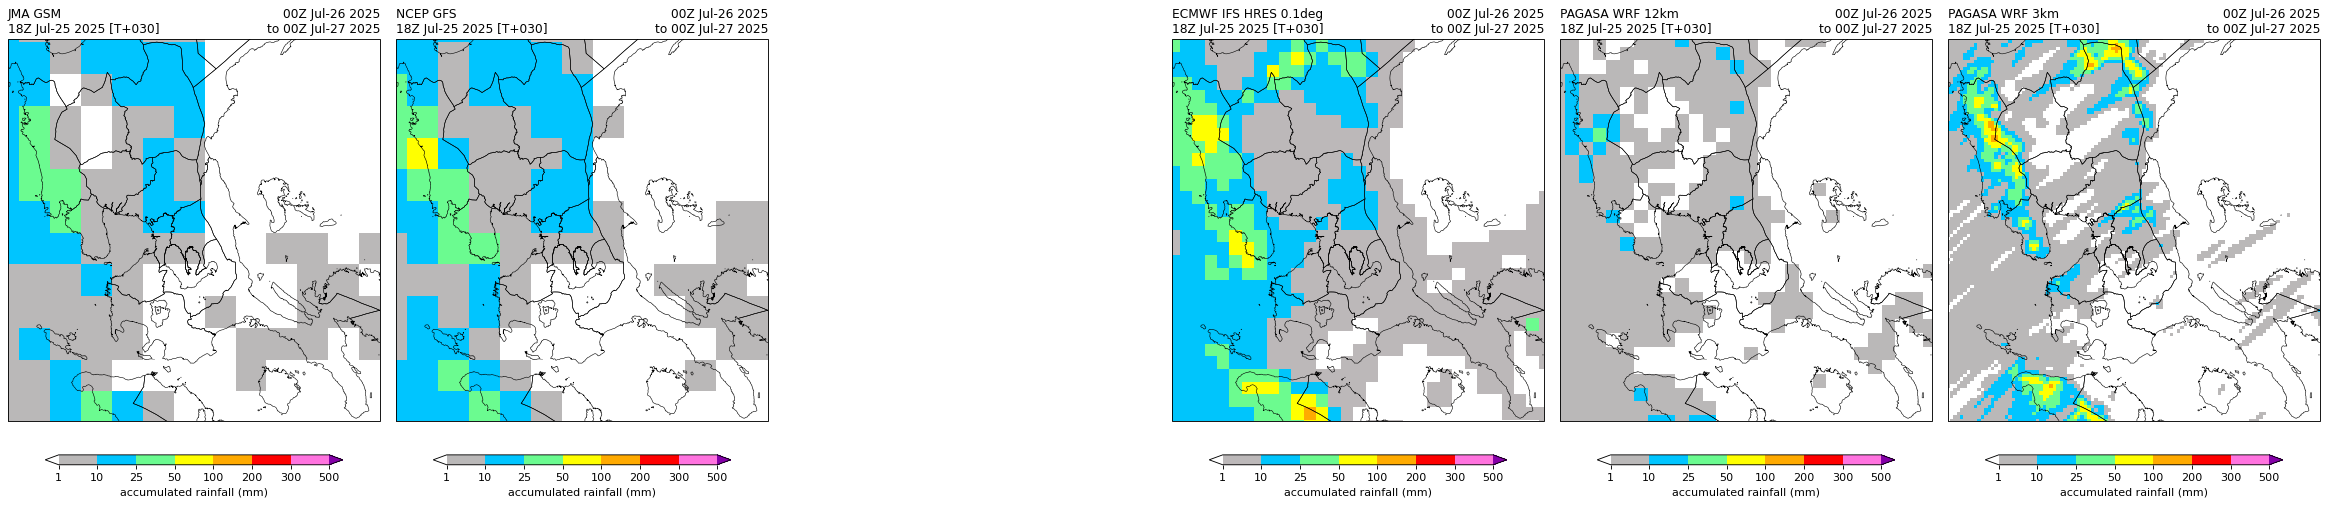 JMA GSM 00Z Jul-26 2025
18Z Jul-25 2025 [T+030] to 00Z Jul-27 2025
1 10 25 50 100 200 300 500
accumulated rainfall (mm)
NCEP GFS 00Z Jul-26 2025
18Z Jul-25 2025 [T+030] to 00Z Jul-27 2025
1 10 25 50 100 200 300 500
accumulated rainfall (mm)
ECMWF IFS HRES 0.1deg 00Z Jul-26 2025
18Z Jul-25 2025 [T+030] to 00Z Jul-27 2025
1 10 25 50 100 200 300 500
accumulated rainfall (mm)
PAGASA WRF 12km 00Z Jul-26 2025
18Z Jul-25 2025 [T+030] to 00Z Jul-27 2025
1 10 25 50 100 200 300 500
accumulated rainfall (mm)
PAGASA WRF 3km 00Z Jul-26 2025
18Z Jul-25 2025 [T+030] to 00Z Jul-27 2025
1 10 25 50 100 200 300 500
accumulated rainfall (mm)